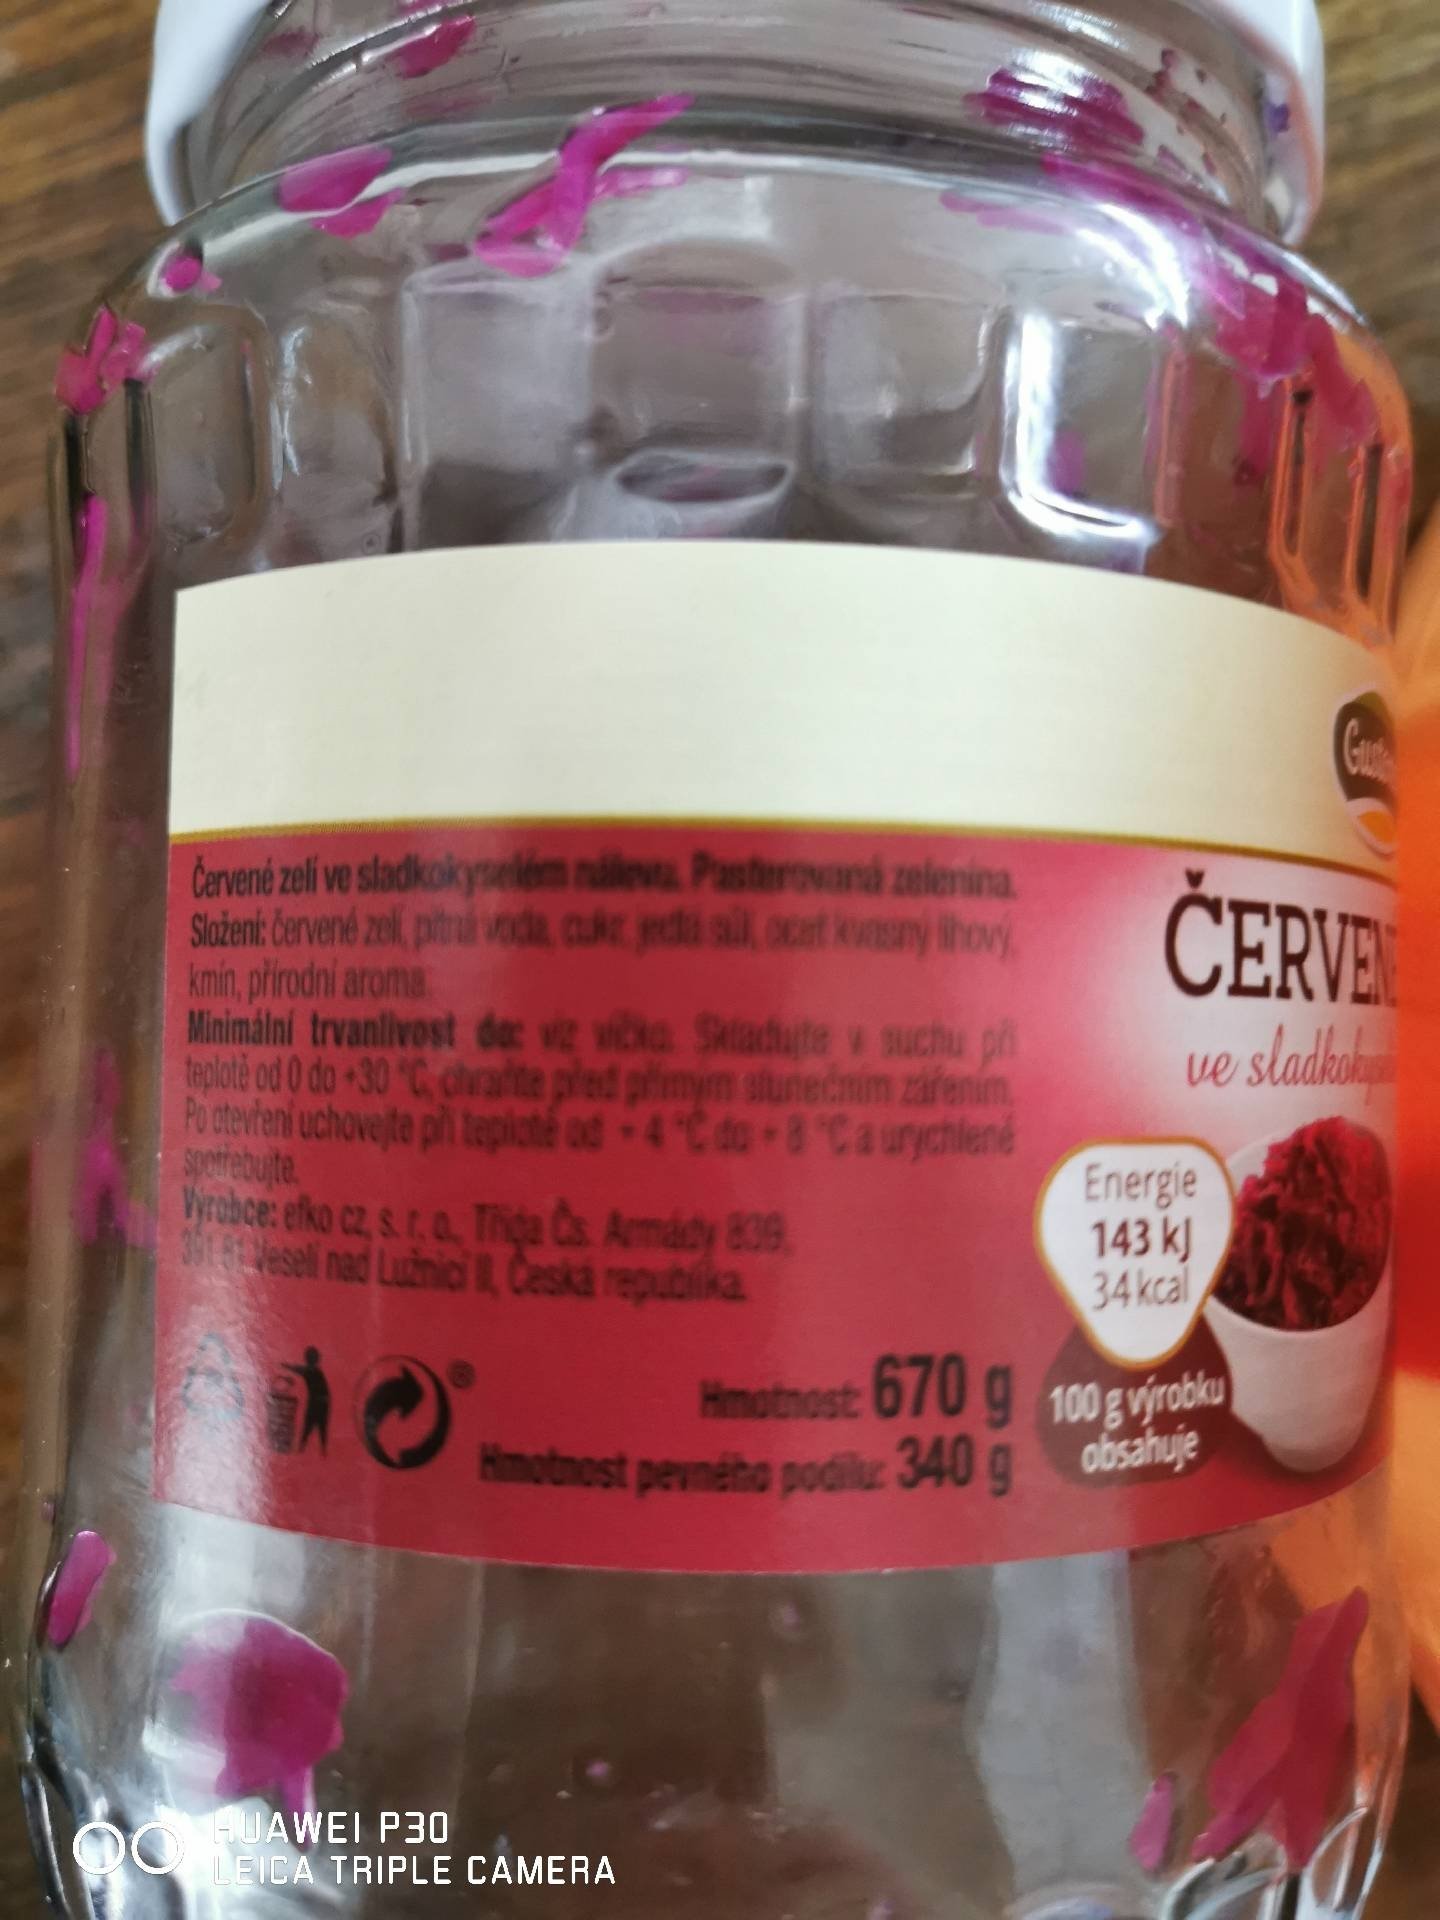 Červené zelí ve sladkokyselém nálevu. Pasterovaná zelenina.
Složení: červené zelí, pitná voda, cukr, jedlá sůl, ocet kvasný lihový,
kmín, přírodní aroma.
Minimální trvanlivost do: viz víčko. Skladujte v suchu při
teplotě od 0 do +30 °C, chraňte před přímým slunečním zářením.
Po otevření uchovejte při teplotě od + 4 °C do + 8 °C a urychleně
spotřebujte.
Výrobce: efko cz, s. r. o., Třída Čs. Armády 839,
391 81 Veselí nad Lužnicí II, Česká republika.
Hmotnost: 670 g
Hmotnost pevného podílu: 340 g
ČERVEN
ve sladkoky
Energie
143 kJ
34 kcal
100 g výrobku
obsahuje
HUAWEI P30
LEICA TRIPLE CAMERA